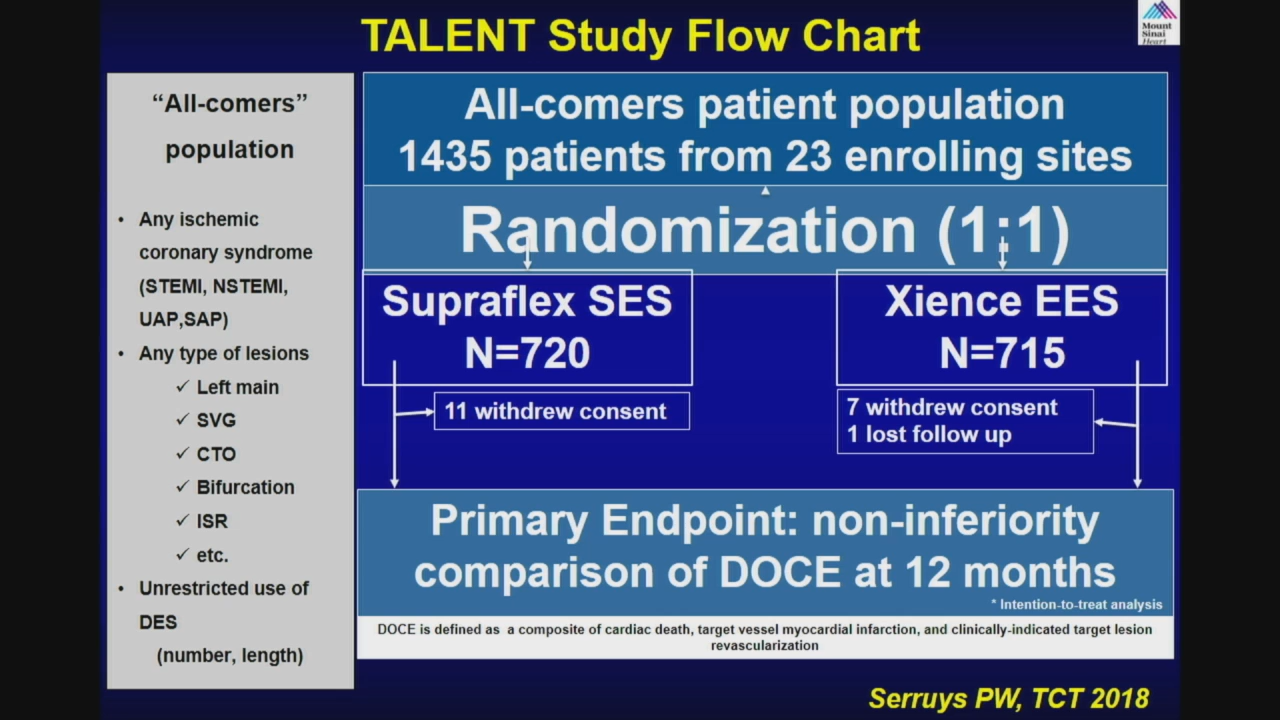 TALENT Study Flow Chart
Mount
Sinai
Heart
“All-comers”
population
• Any ischemic
coronary syndrome
(STEMI, NSTEMI,
UAP,SAP)
• Any type of lesions
✓ Left main
✓ SVG
✓ CTO
✓ Bifurcation
✓ ISR
✓ etc.
• Unrestricted use of
DES
(number, length)
All-comers patient population
1435 patients from 23 enrolling sites
Randomization (1:1)
Supraflex SES
N=720
Xience EES
N=715
11 withdrew consent
7 withdrew consent
1 lost follow up
Primary Endpoint: non-inferiority
comparison of DOCE at 12 months
* Intention-to-treat analysis
DOCE is defined as a composite of cardiac death, target vessel myocardial infarction, and clinically-indicated target lesion
revascularization
Serruys PW, TCT 2018